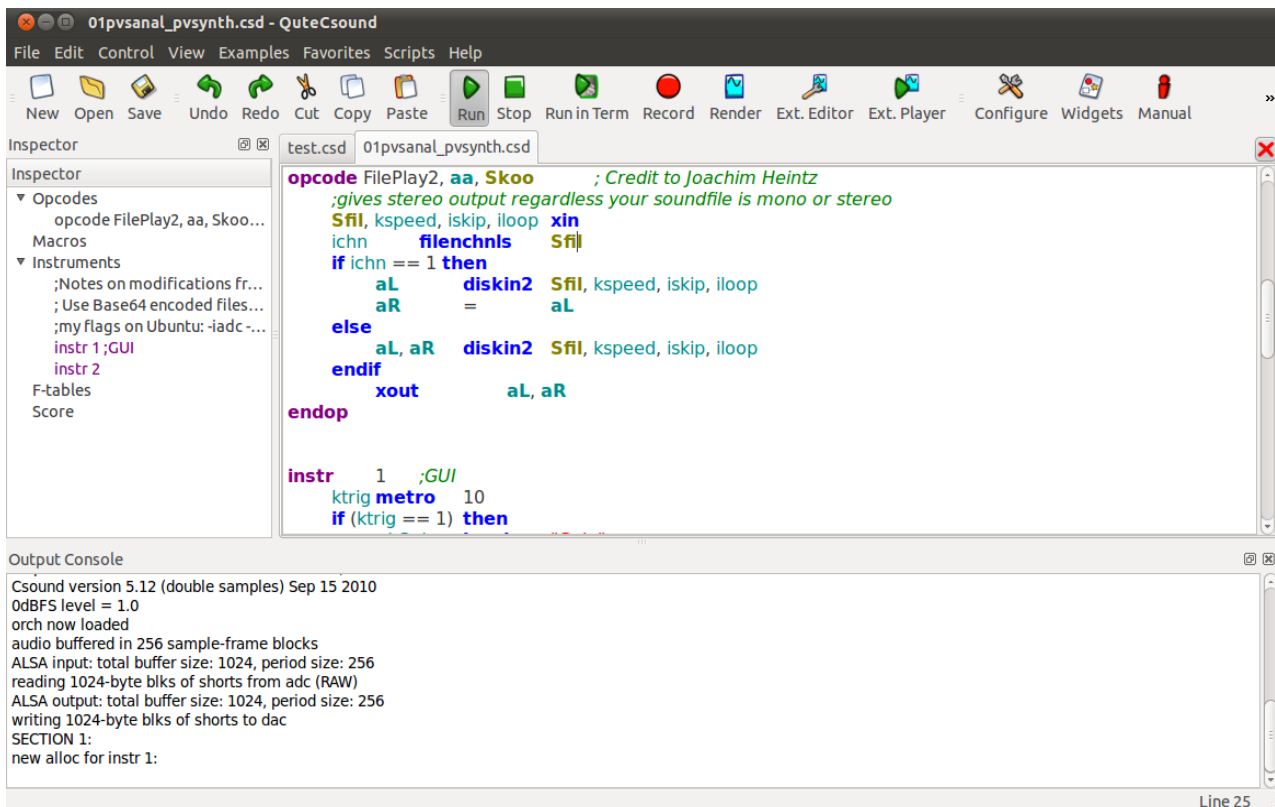 01pvsanal_pvsynth.csd - QuteCsound
File Edit Control View Examples Favorites Scripts Help
New Open Save Undo Redo Cut Copy Paste Run Stop Run in Term Record Render Ext. Editor Ext. Player Configure Widgets Manual »
Inspector
test.csd 01pvsanal_pvsynth.csd
Inspector
Opcodes
opcode FilePlay2, aa, Skoo...
Macros
Instruments
;Notes on modifications fr...
; Use Base64 encoded files...
;my flags on Ubuntu: -iadc -...
instr 1 ;GUI
instr 2
F-tables
Score
opcode FilePlay2, aa, Skoo ; Credit to Joachim Heintz
;gives stereo output regardless your soundfile is mono or stereo
Sfil, kspeed, iskip, iloop xin
ichn filenchnls Sfil
if ichn == 1 then
aL diskin2 Sfil, kspeed, iskip, iloop
aR = aL
else
aL, aR diskin2 Sfil, kspeed, iskip, iloop
endif
xout aL, aR
endop
instr 1 ;GUI
ktrig metro 10
if (ktrig == 1) then
Output Console
Csound version 5.12 (double samples) Sep 15 2010
0dBFS level = 1.0
orch now loaded
audio buffered in 256 sample-frame blocks
ALSA input: total buffer size: 1024, period size: 256
reading 1024-byte blks of shorts from adc (RAW)
ALSA output: total buffer size: 1024, period size: 256
writing 1024-byte blks of shorts to dac
SECTION 1:
new alloc for instr 1:
Line 25